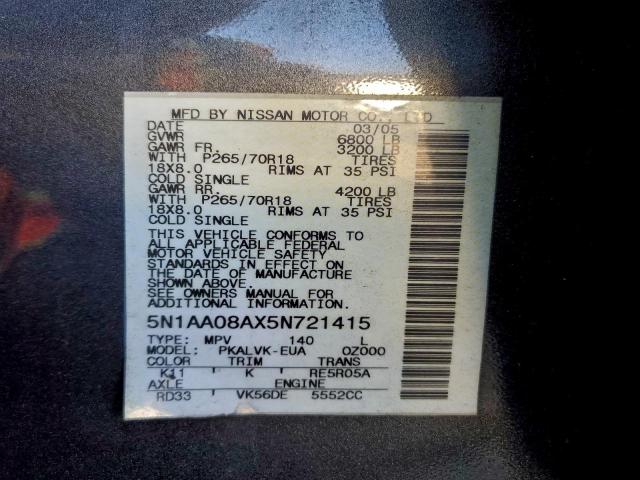 MFD BY NISSAN MOTOR CO., LTD
DATE 03/05
GVWR 6800 LB
GAWR FR. 3200 LB
WITH P265/70R18 TIRES
18X8.0 RIMS AT 35 PSI
COLD SINGLE
GAWR RR. 4200 LB
WITH P265/70R18 TIRES
18X8.0 RIMS AT 35 PSI
COLD SINGLE
THIS VEHICLE CONFORMS TO
ALL APPLICABLE FEDERAL
MOTOR VEHICLE SAFETY
STANDARDS IN EFFECT ON
THE DATE OF MANUFACTURE
SHOWN ABOVE.
SEE OWNERS MANUAL FOR
ADDITIONAL INFORMATION.
5N1AA08AX5N721415
TYPE: MPV 140 L
MODEL: PKALVK-EUA 0Z000
COLOR TRIM TRANS
K11 K RE5R05A
AXLE ENGINE
RD33 VK56DE 5552CC